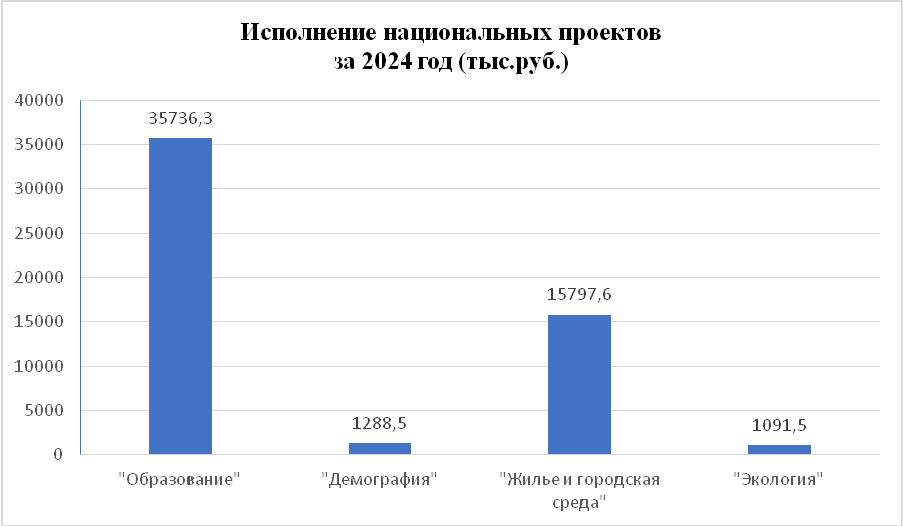 Исполнение национальных проектов
за 2024 год (тыс.руб.)
40000
35000
30000
25000
20000
15000
10000
5000
0
35736,3
1288,5
15797,6
1091,5
"Образование"
"Демография"
"Жилье и городская
среда"
"Экология"